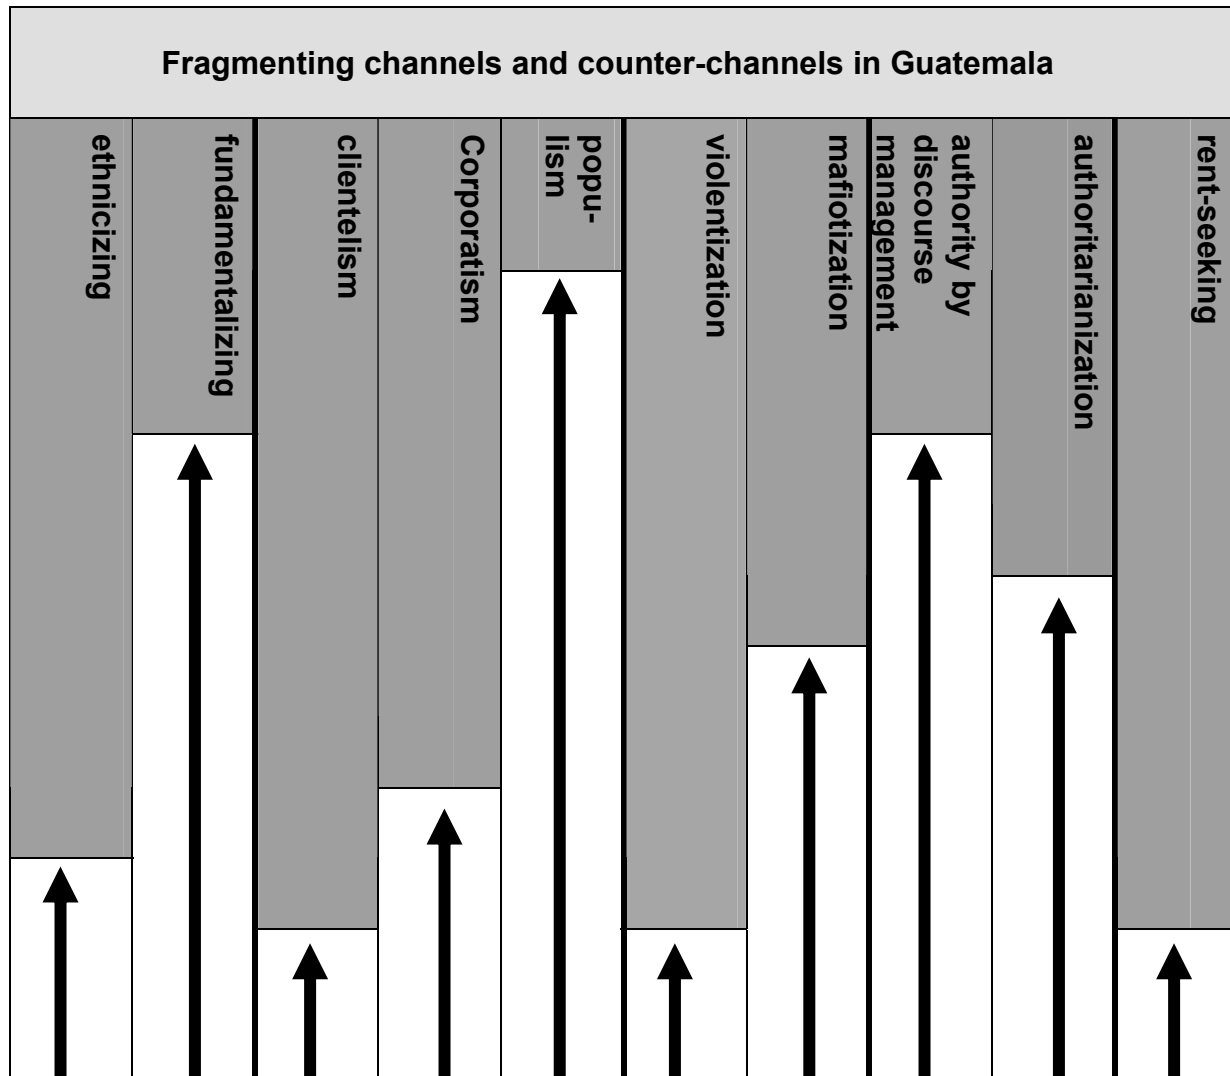 Fragmenting channels and counter-channels in Guatemala
ethnicizing
fundamentalizing
clientelism
Corporatism
popu-
lism
violentization
mafiotization
authority by
discourse
management
authoritarianization
rent-seeking